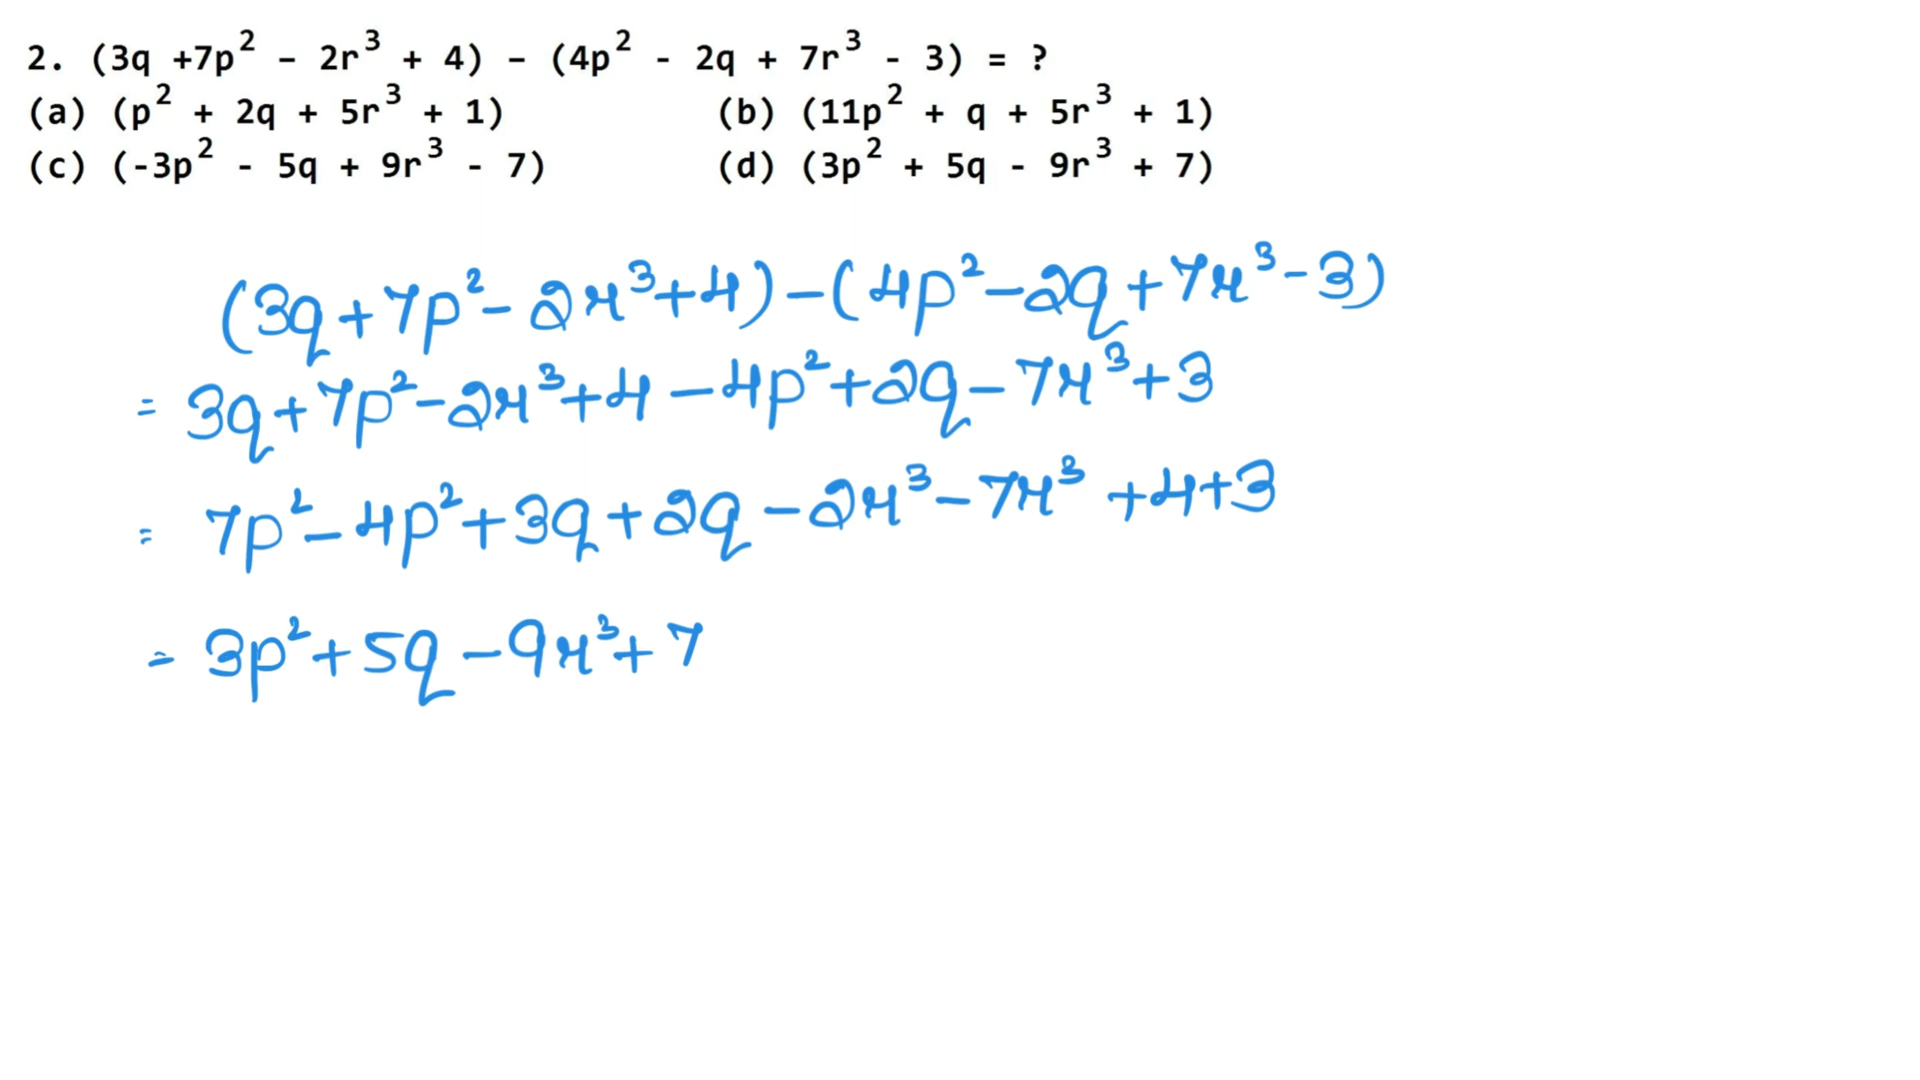 2. (3q +7p² – 2r³ + 4) – (4p² - 2q + 7r³ - 3) = ?
(a) (p² + 2q + 5r³ + 1) (b) (11p² + q + 5r³ + 1)
(c) (-3p² - 5q + 9r³ - 7) (d) (3p² + 5q - 9r³ + 7)
(3q+7p²-2r³+4)-(4p²-2q+7r³-3)
= 3q+7p²-2r³+4-4p²+2q-7r³+3
= 7p²-4p²+3q+2q-2r³-7r³+4+3
= 3p²+5q-9r³+7